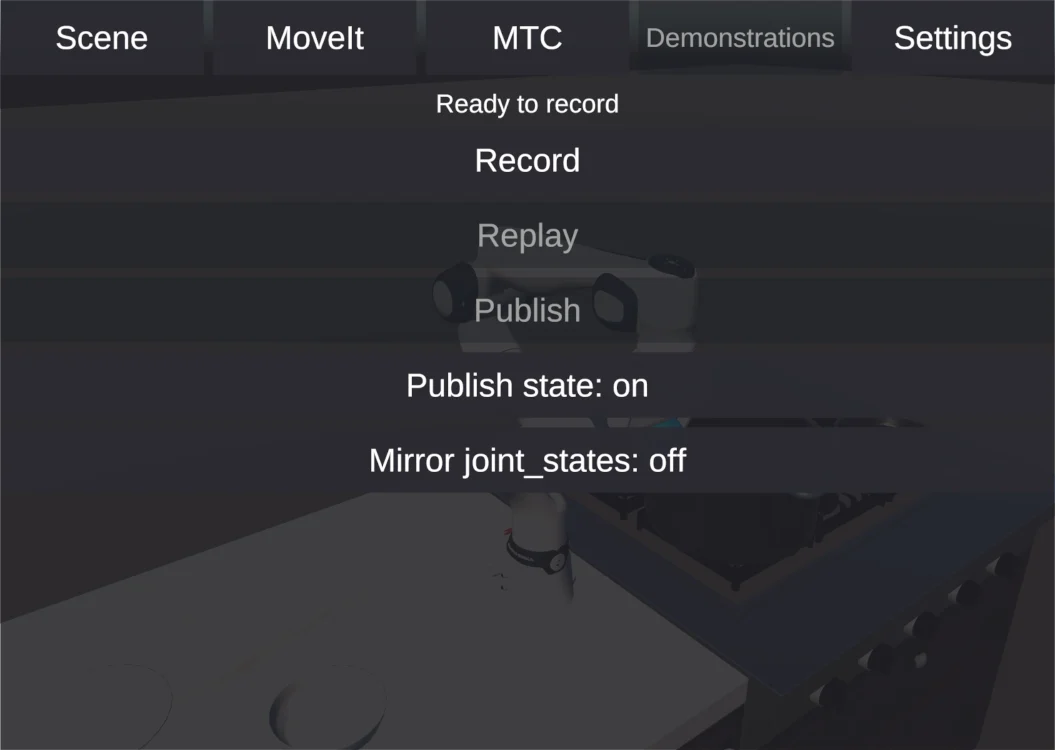 Scene MoveIt MTC Demonstrations Settings
Ready to record
Record
Replay
Publish
Publish state: on
Mirror joint_states: off